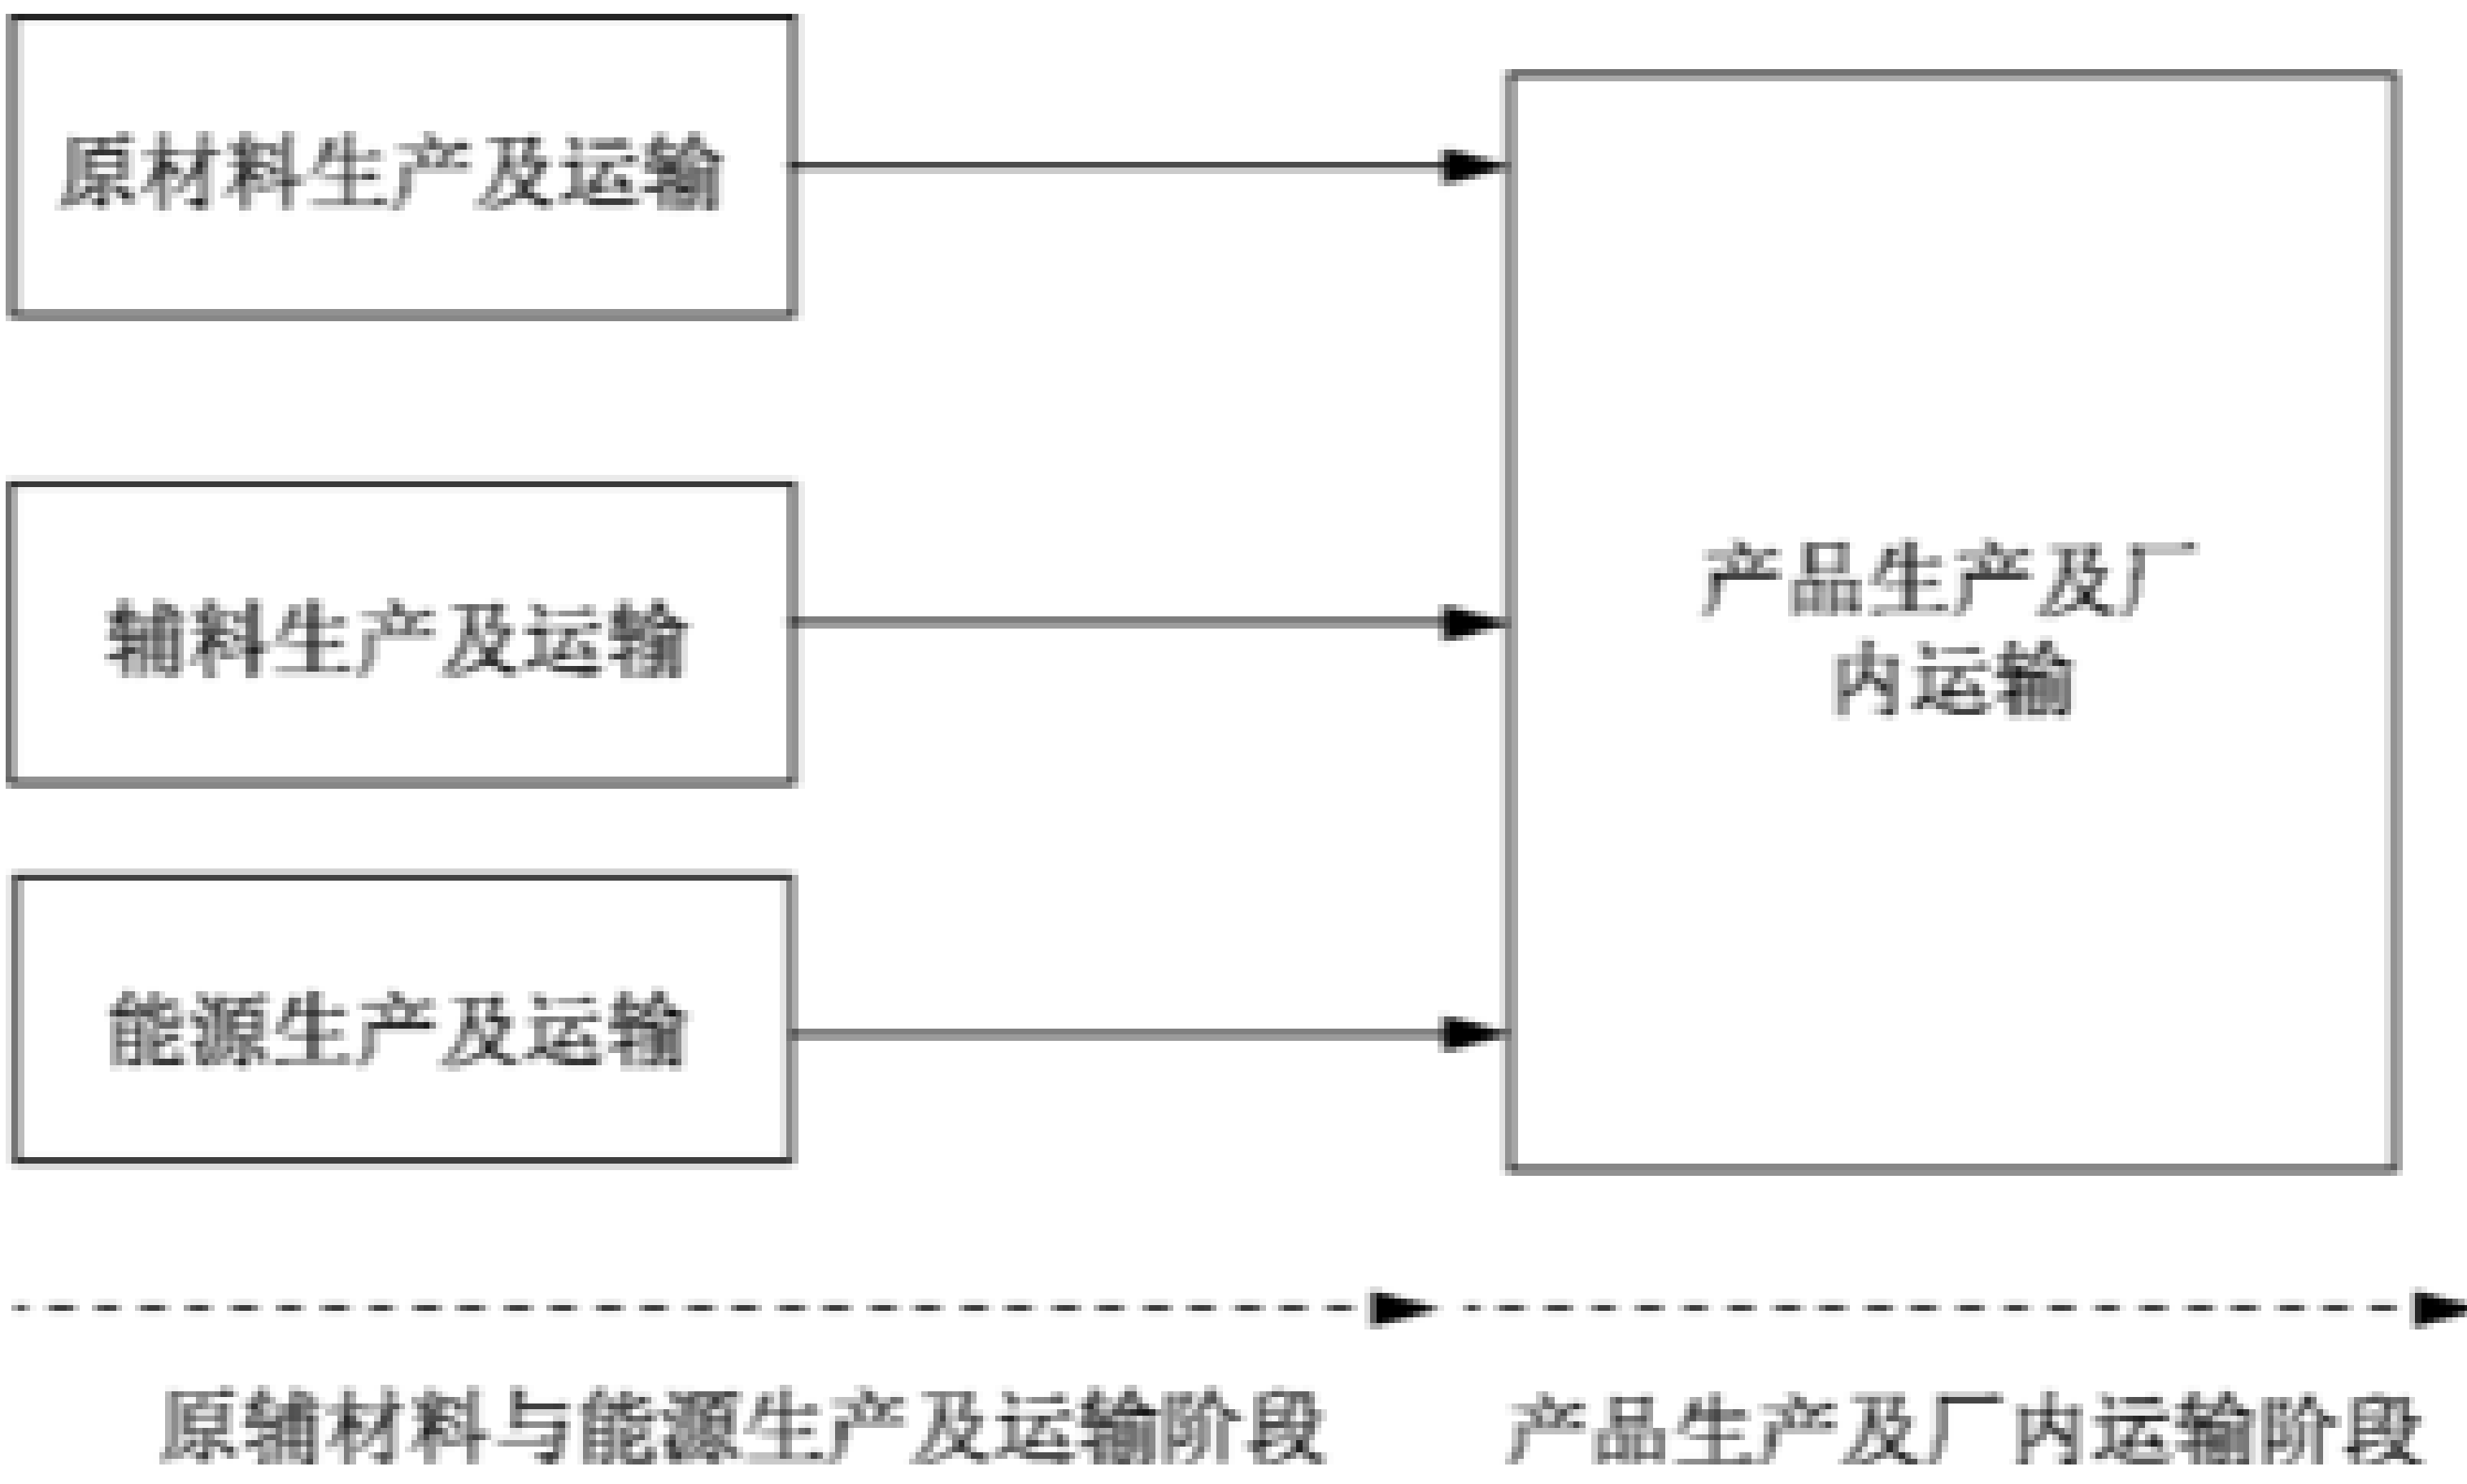 原材料生产及运输
辅料生产及运输
能源生产及运输
产品生产及厂
内运输
原辅材料与能源生产及运输阶段
产品生产及厂内运输阶段